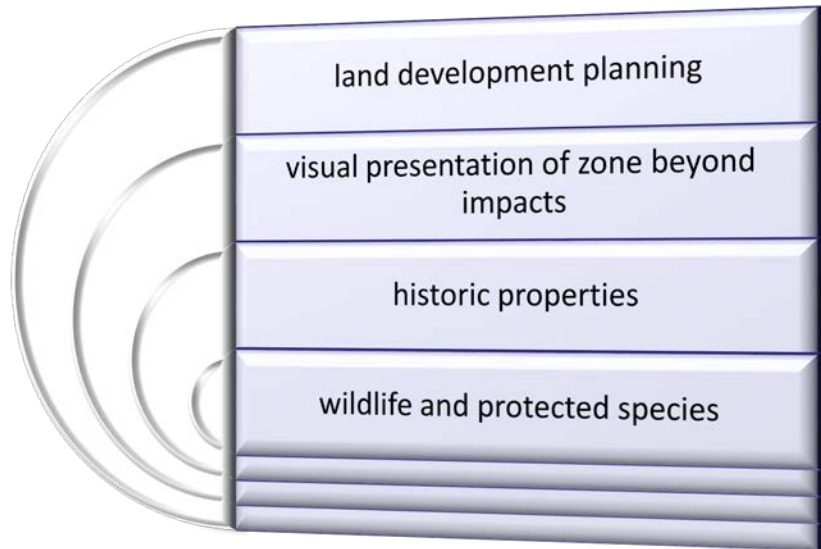 land development planning
visual presentation of zone beyond
impacts
historic properties
wildlife and protected species